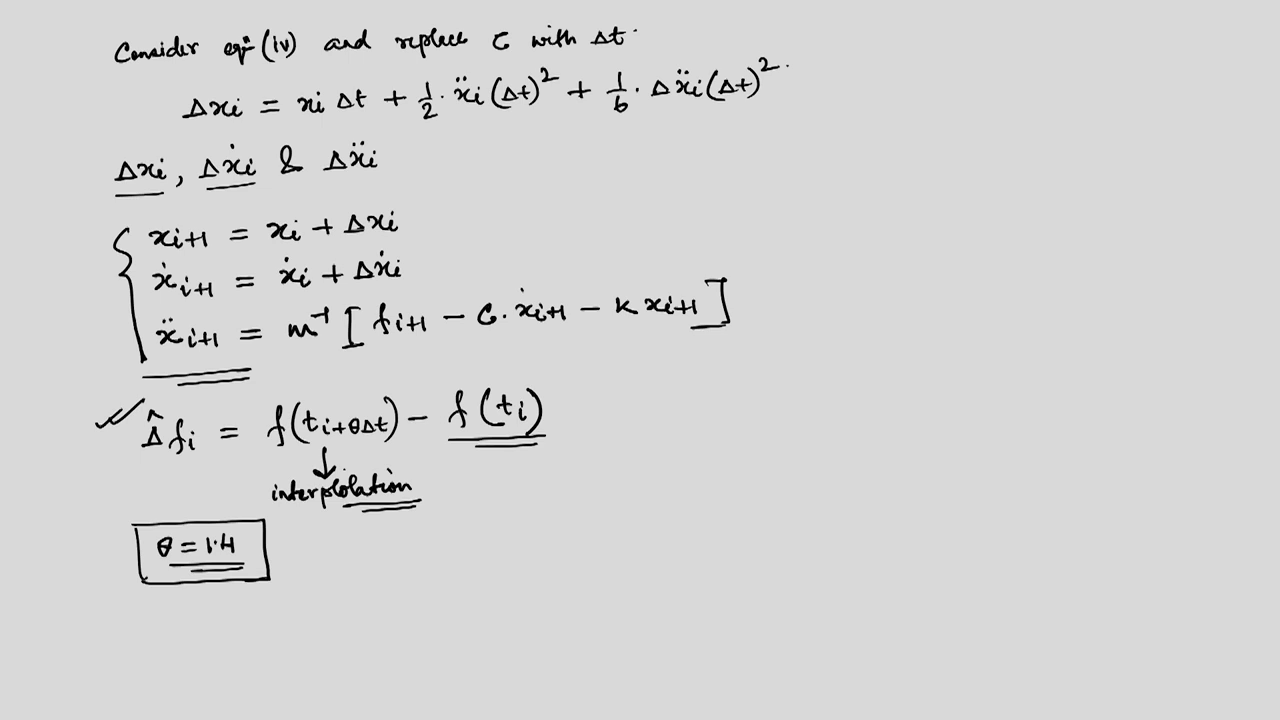 Consider eqn (iv) and replace τ with Δt.
Δxi = xi Δt + 1/2 · ẍi (Δt)² + 1/6 · Δẍi (Δt)².
Δxi, Δẋi & Δẍi
xi+1 = xi + Δxi
ẋi+1 = ẋi + Δẋi
ẍi+1 = m⁻¹ [ fi+1 − C· ẋi+1 − K xi+1 ]
Δ̂fi = f(ti+θΔt) − f(ti)
interplolation
θ = 1.4